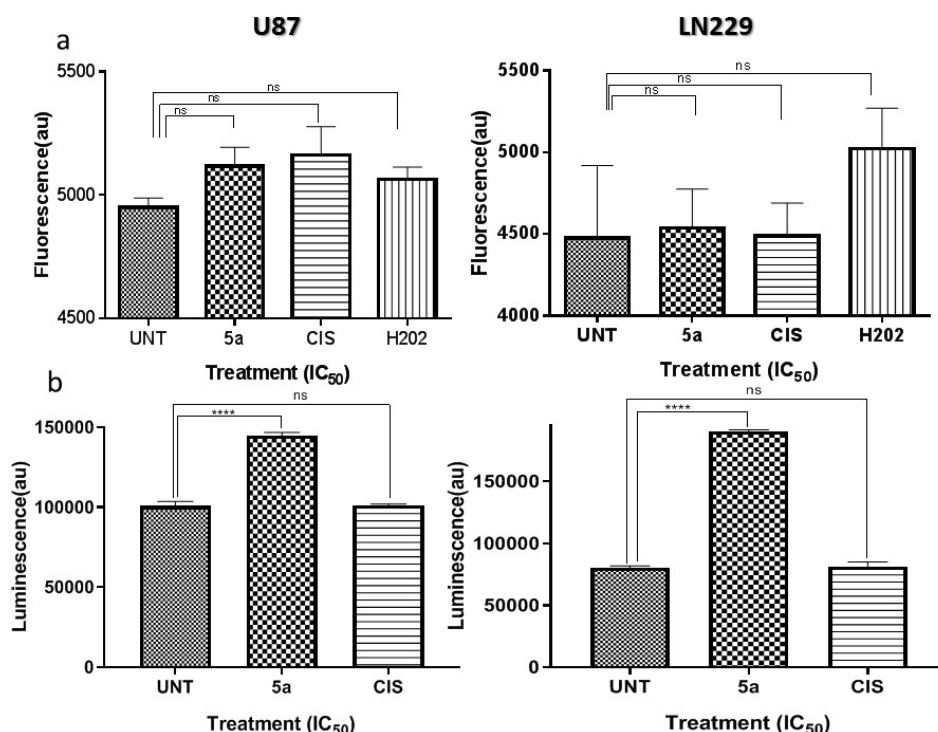 U87
LN229
a
5500
5000
4500
Fluorescence(au)
ns
ns
ns
UNT
5a
CIS
H202
Treatment (IC50)
5500
5000
4500
4000
Fluorescence(au)
ns
ns
ns
UNT
5a
CIS
H202
Treatment (IC50)
b
150000
100000
50000
0
Luminescence(au)
ns
****
UNT
5a
CIS
Treatment (IC50)
150000
100000
50000
0
Luminescence(au)
ns
****
UNT
5a
CIS
Treatment (IC50)